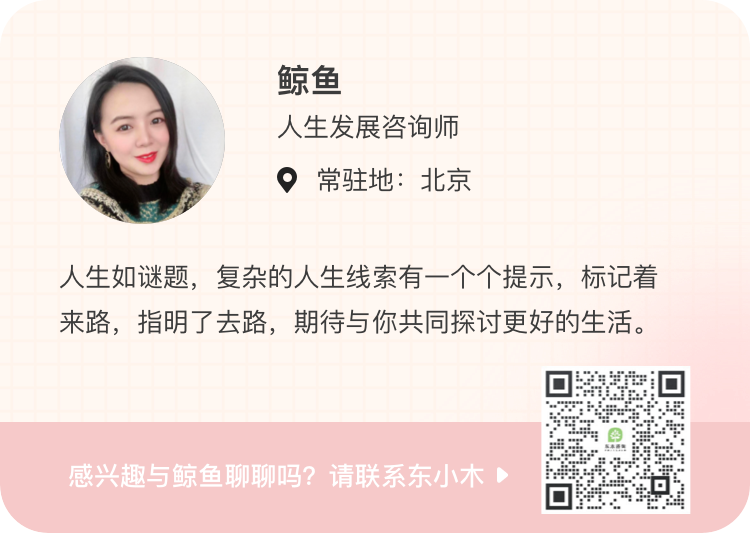 鲸鱼
人生发展咨询师
常驻地：北京
人生如谜题，复杂的人生线索有一个个提示，标记着
来路，指明了去路，期待与你共同探讨更好的生活。
感兴趣与鲸鱼聊聊吗？请联系东小木